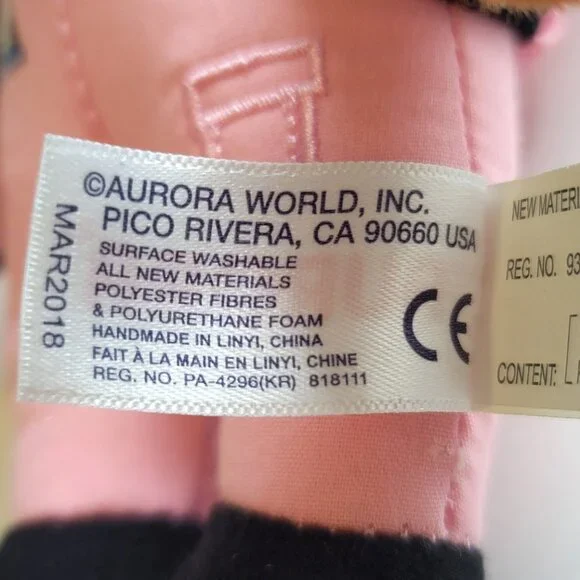 ©AURORA WORLD, INC.
PICO RIVERA, CA 90660 USA
SURFACE WASHABLE
ALL NEW MATERIALS
POLYESTER FIBRES
& POLYURETHANE FOAM
HANDMADE IN LINYI, CHINA
FAIT À LA MAIN EN LINYI, CHINE
REG. NO. PA-4296(KR) 818111
MAR2018
CE
NEW MATERI
REG. NO. 93
CONTENT: